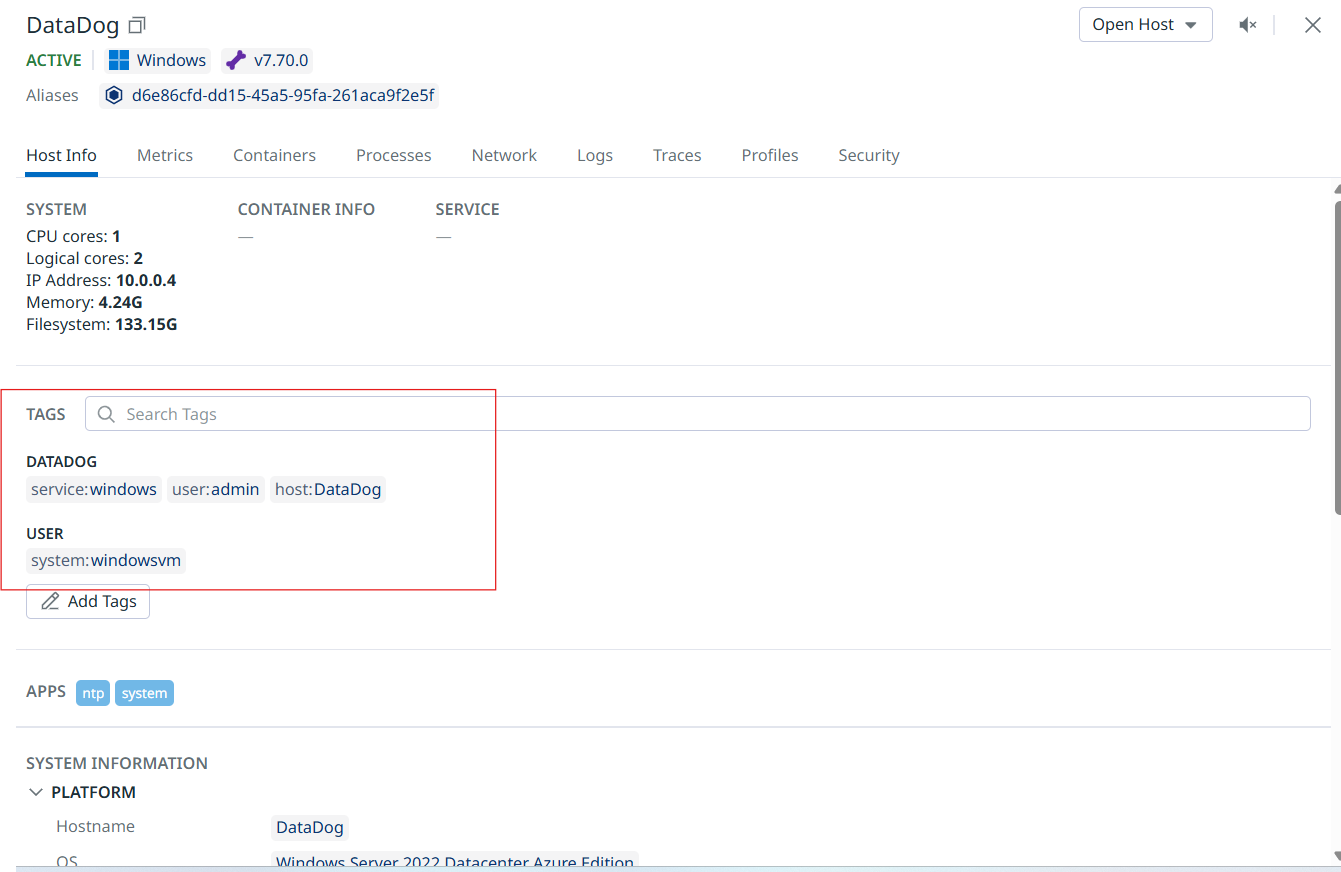 DataDog
Open Host
ACTIVE Windows v7.70.0
Aliases d6e86cfd-dd15-45a5-95fa-261aca9f2e5f
Host Info Metrics Containers Processes Network Logs Traces Profiles Security
SYSTEM CONTAINER INFO SERVICE
CPU cores: 1 — —
Logical cores: 2
IP Address: 10.0.0.4
Memory: 4.24G
Filesystem: 133.15G
TAGS Search Tags
DATADOG
service:windows user:admin host:DataDog
USER
system:windowsvm
Add Tags
APPS ntp system
SYSTEM INFORMATION
PLATFORM
Hostname DataDog
OS Windows Server 2022 Datacenter Azure Edition